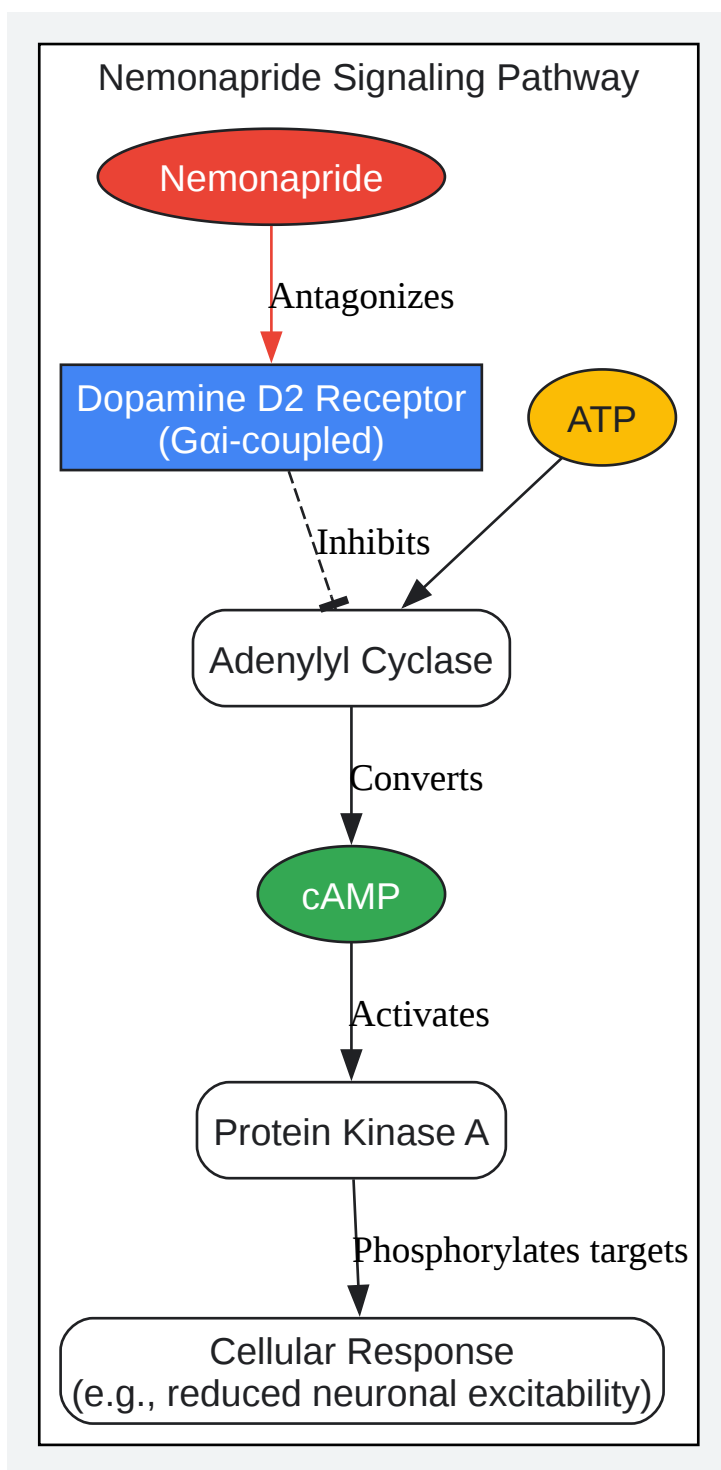 Nemonapride Signaling Pathway
Nemonapride
Antagonizes
Dopamine D2 Receptor
(Gαi-coupled)
ATP
Inhibits
Adenylyl Cyclase
Converts
cAMP
Activates
Protein Kinase A
Phosphorylates targets
Cellular Response
(e.g., reduced neuronal excitability)